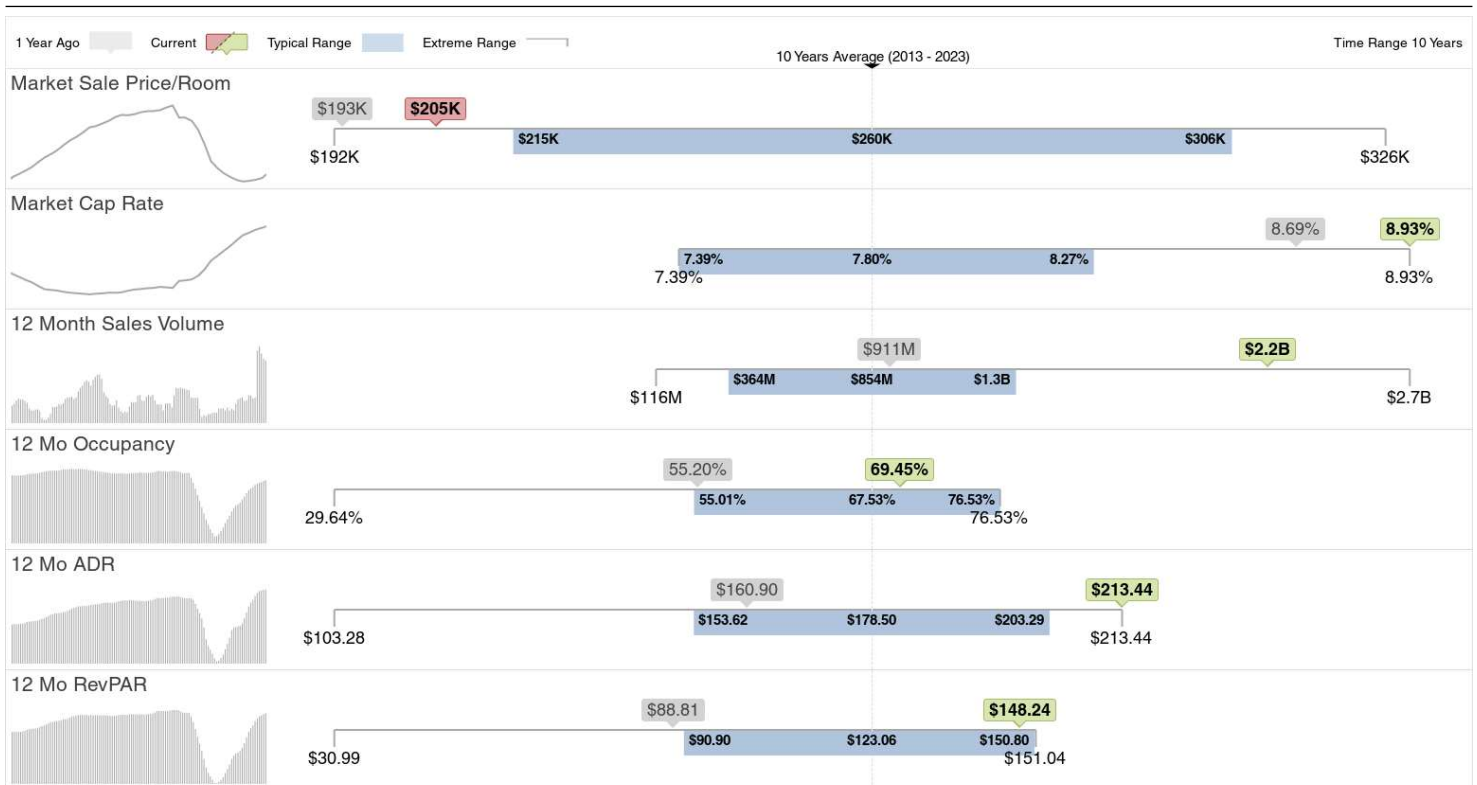 1 Year Ago Current Typical Range Extreme Range Time Range 10 Years
10 Years Average (2013 - 2023)
Market Sale Price/Room
$193K $205K
$215K $260K $306K
$192K $326K
Market Cap Rate
8.69% 8.93%
7.39% 7.80% 8.27%
7.39% 8.93%
12 Month Sales Volume
$911M $2.2B
$364M $854M $1.3B
$116M $2.7B
12 Mo Occupancy
55.20% 69.45%
55.01% 67.53% 76.53%
29.64% 76.53%
12 Mo ADR
$160.90 $213.44
$153.62 $178.50 $203.29
$103.28 $213.44
12 Mo RevPAR
$88.81 $148.24
$90.90 $123.06 $150.80
$30.99 $151.04